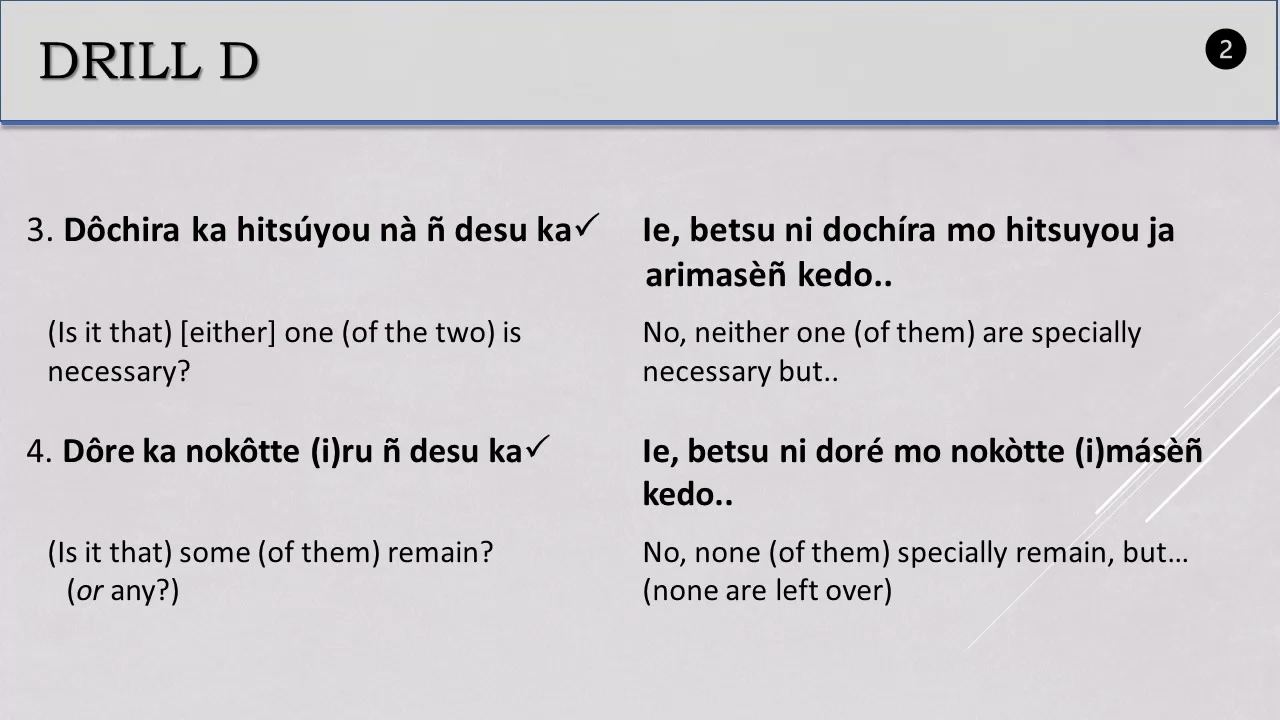 DRILL D
2
3. Dôchira ka hitsúyou nà ñ desu ka✓
Ie, betsu ni dochíra mo hitsuyou ja
arimasèñ kedo..
(Is it that) [either] one (of the two) is
necessary?
No, neither one (of them) are specially
necessary but..
4. Dôre ka nokôtte (i)ru ñ desu ka✓
Ie, betsu ni doré mo nokòtte (i)másèñ
kedo..
(Is it that) some (of them) remain?
(or any?)
No, none (of them) specially remain, but…
(none are left over)